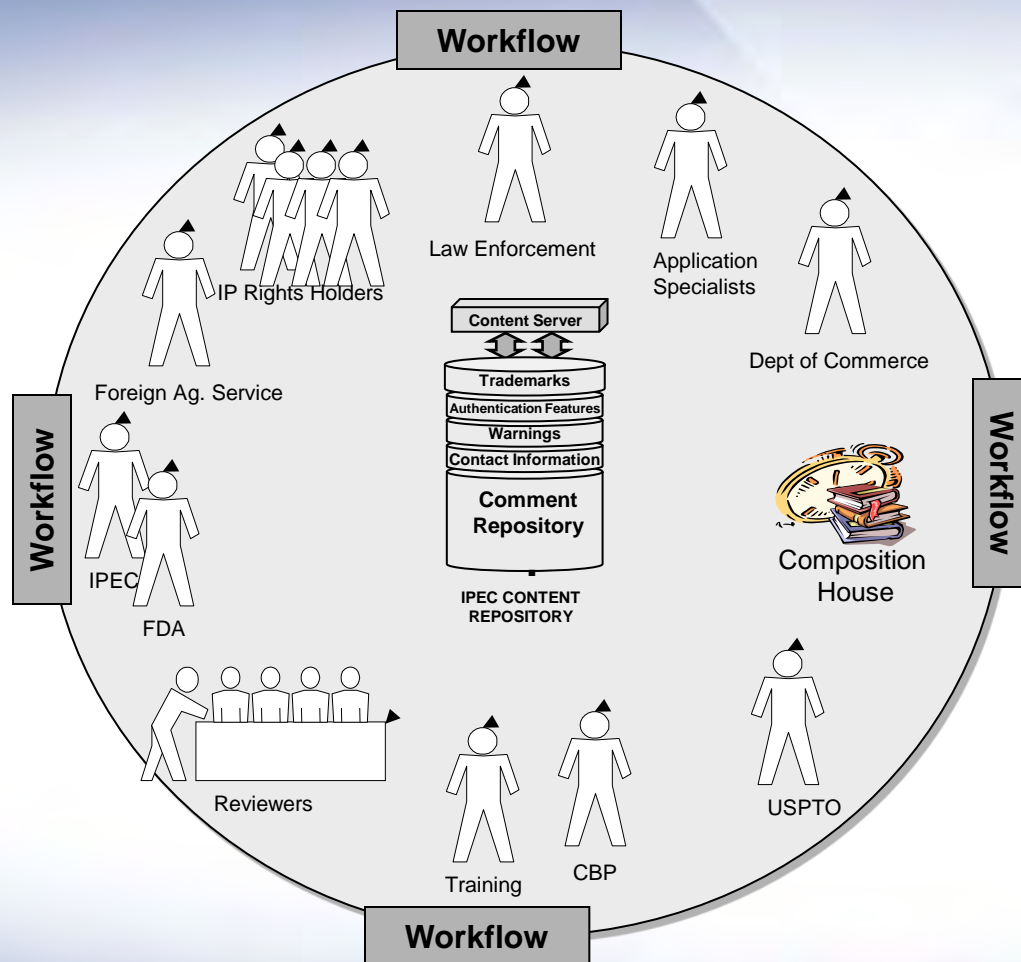 Workflow
Law Enforcement
Application
Specialists
IP Rights Holders
Content Server
Dept of Commerce
Foreign Ag. Service
Trademarks
Authentication Features
Warnings
Contact Information
Comment
Repository
IPEC CONTENT
REPOSITORY
Workflow
Workflow
Composition
House
IPEC
FDA
Reviewers
Training
CBP
USPTO
Workflow